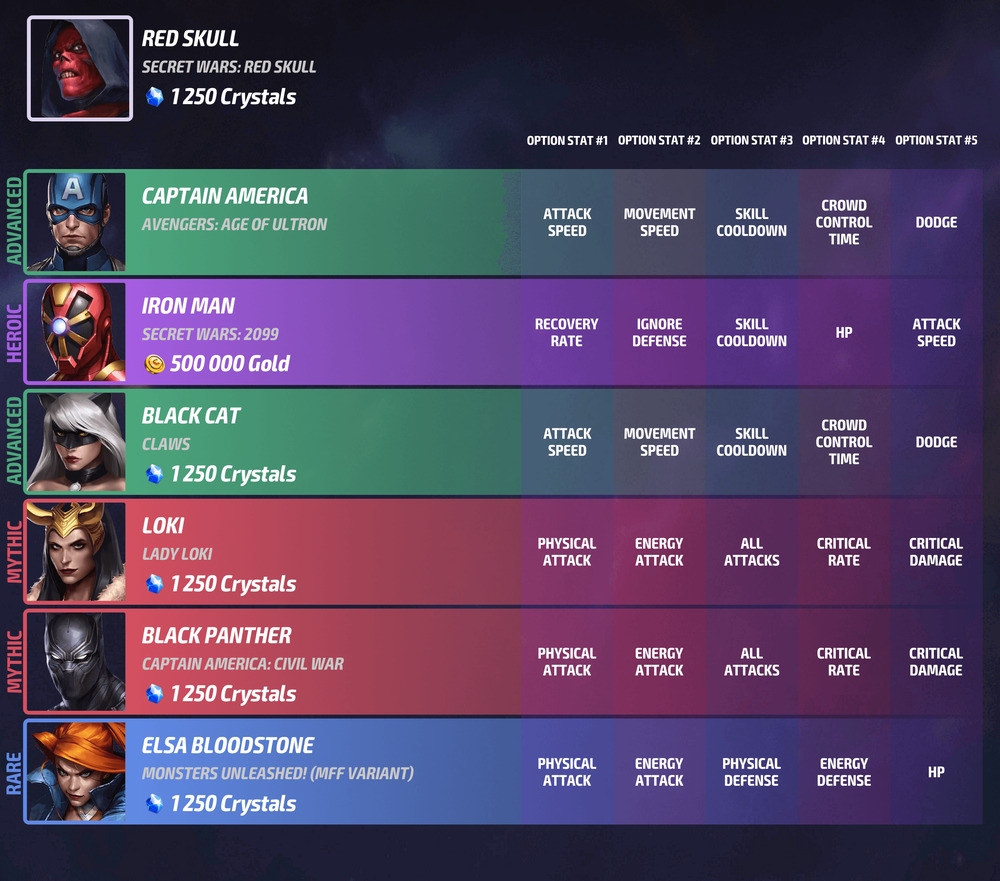 RED SKULL
SECRET WARS: RED SKULL
1 250 Crystals
OPTION STAT #1 OPTION STAT #2 OPTION STAT #3 OPTION STAT #4 OPTION STAT #5
ADVANCED
A
CAPTAIN AMERICA
AVENGERS: AGE OF ULTRON
ATTACK
SPEED
MOVEMENT
SPEED
SKILL
COOLDOWN
CROWD
CONTROL
TIME
DODGE
HEROIC
IRON MAN
SECRET WARS: 2099
500 000 Gold
RECOVERY
RATE
IGNORE
DEFENSE
SKILL
COOLDOWN
HP
ATTACK
SPEED
ADVANCED
BLACK CAT
CLAWS
1 250 Crystals
ATTACK
SPEED
MOVEMENT
SPEED
SKILL
COOLDOWN
CROWD
CONTROL
TIME
DODGE
MYTHIC
LOKI
LADY LOKI
1 250 Crystals
PHYSICAL
ATTACK
ENERGY
ATTACK
ALL
ATTACKS
CRITICAL
RATE
CRITICAL
DAMAGE
MYTHIC
BLACK PANTHER
CAPTAIN AMERICA: CIVIL WAR
1 250 Crystals
PHYSICAL
ATTACK
ENERGY
ATTACK
ALL
ATTACKS
CRITICAL
RATE
CRITICAL
DAMAGE
RARE
ELSA BLOODSTONE
MONSTERS UNLEASHED! (MFF VARIANT)
1 250 Crystals
PHYSICAL
ATTACK
ENERGY
ATTACK
PHYSICAL
DEFENSE
ENERGY
DEFENSE
HP